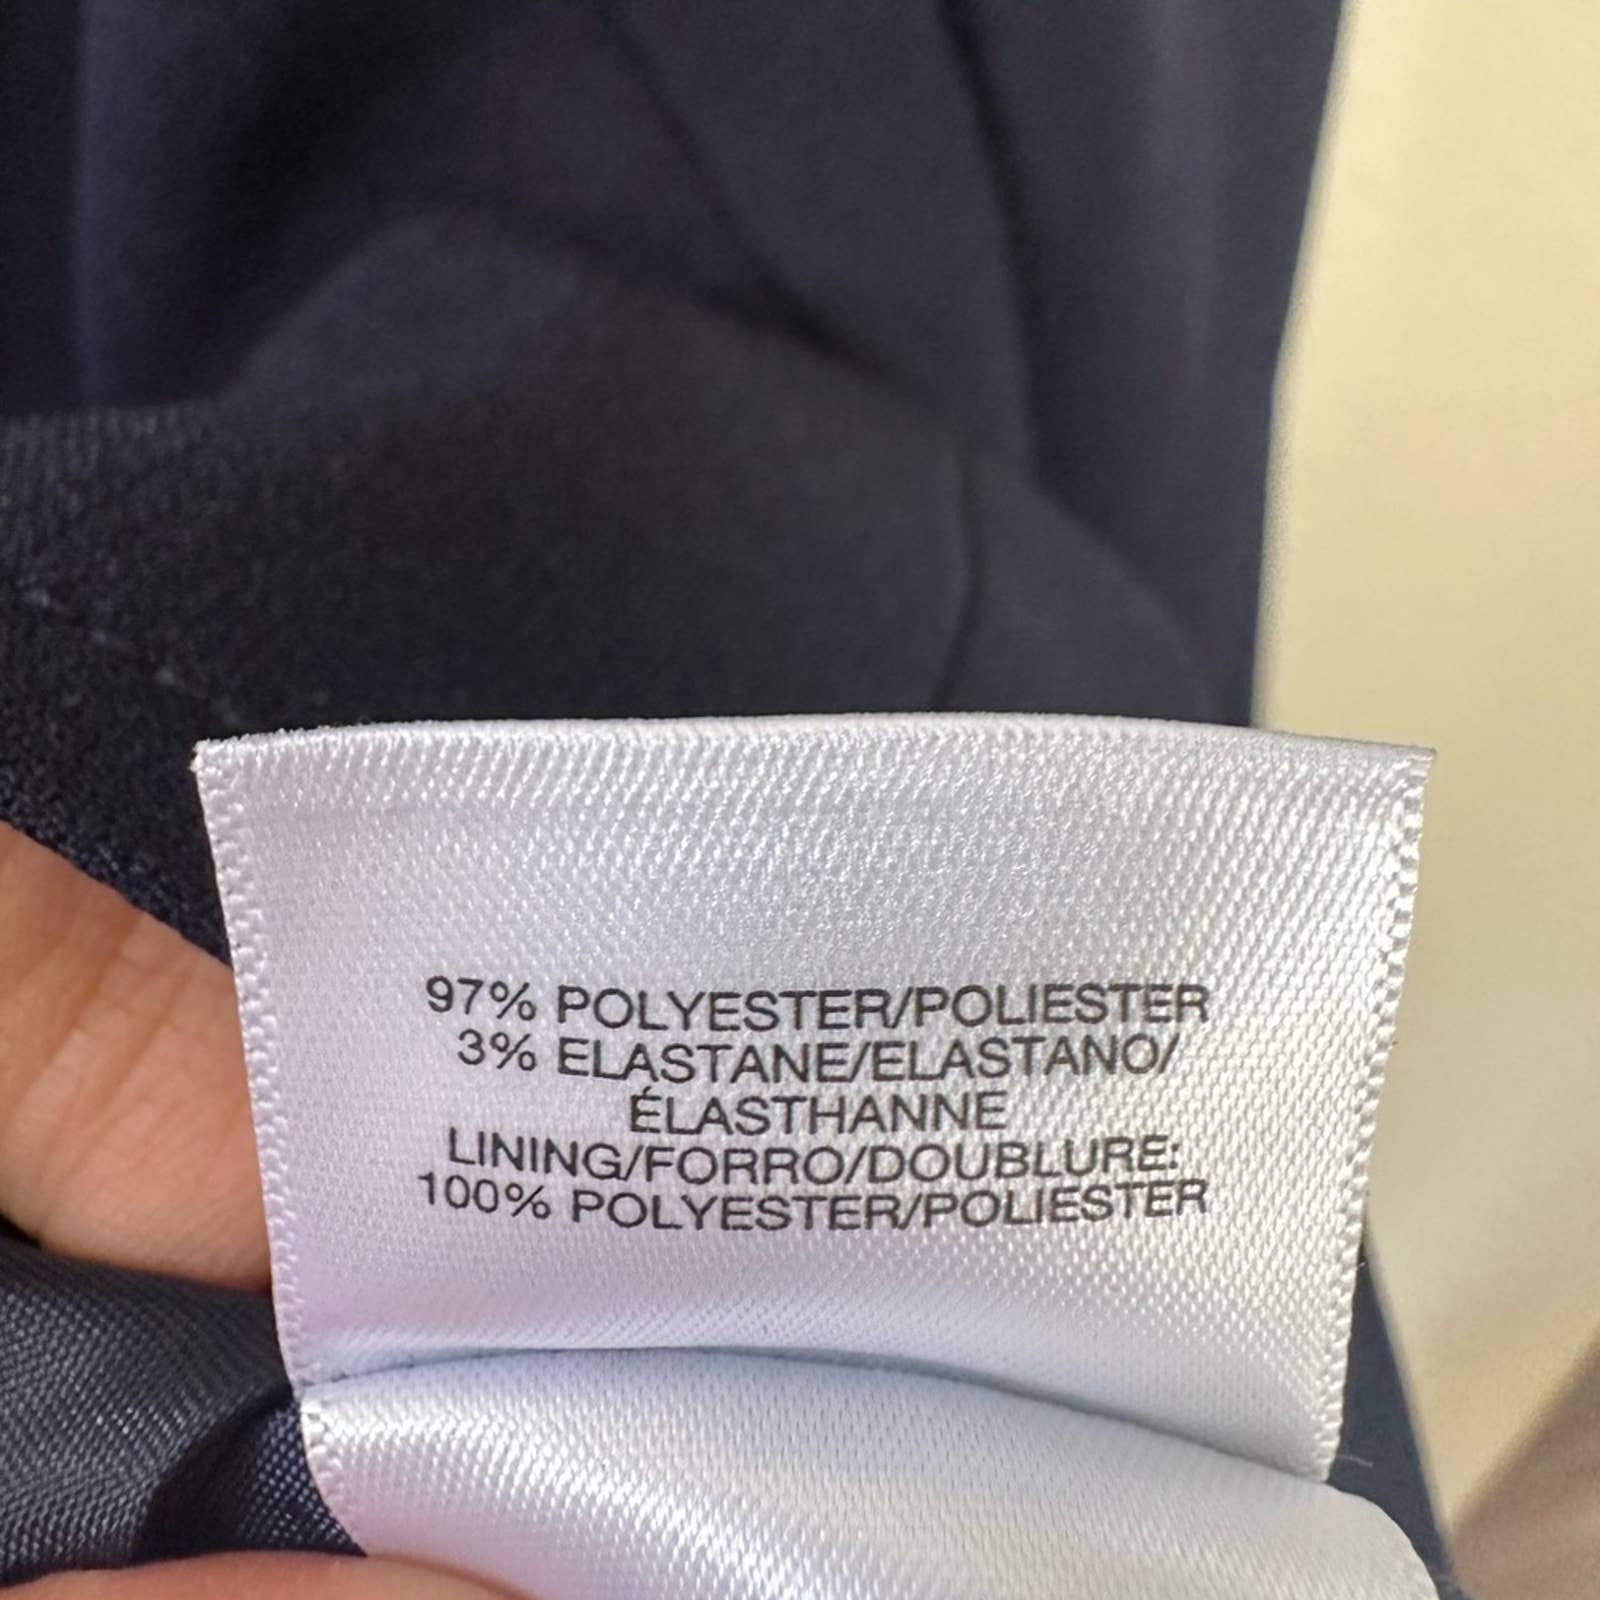 97% POLYESTER/POLIESTER
3% ELASTANE/ELASTANO/
ÉLASTHANNE
LINING/FORRO/DOUBLURE:
100% POLYESTER/POLIESTER